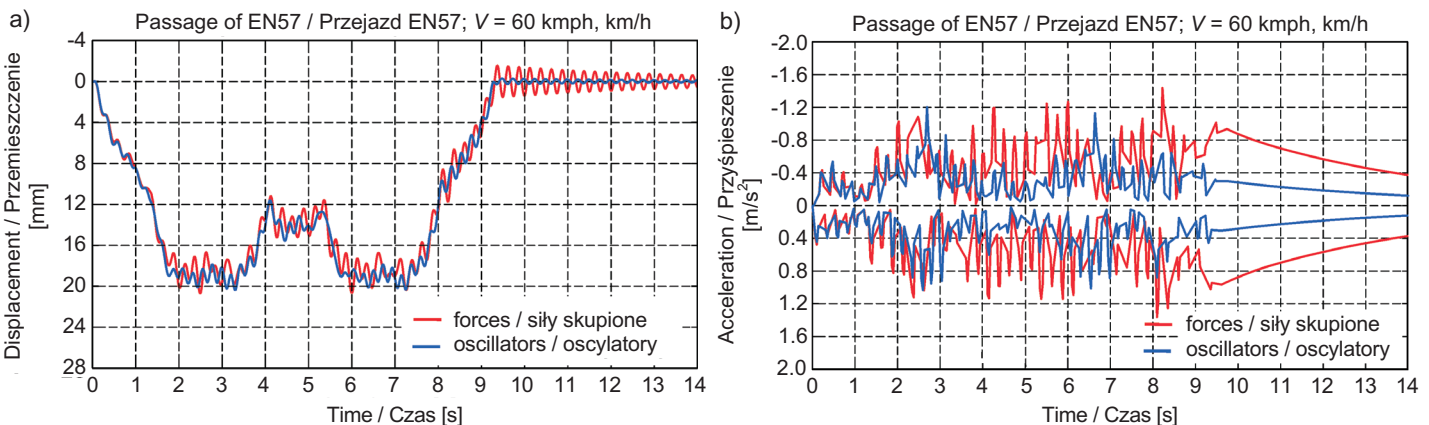 a)
Passage of EN57 / Przejazd EN57; V = 60 kmph, km/h
Displacement / Przemieszczenie
[mm]
-4
0
4
8
12
16
20
24
28
forces / siły skupione
oscillators / oscylatory
0 1 2 3 4 5 6 7 8 9 10 11 12 13 14
Time / Czas [s]
b)
Passage of EN57 / Przejazd EN57; V = 60 kmph, km/h
Acceleration / Przyśpieszenie
[m/s²]
-2.0
-1.6
-1.2
-0.8
-0.4
0
0.4
0.8
1.2
1.6
2.0
forces / siły skupione
oscillators / oscylatory
0 1 2 3 4 5 6 7 8 9 10 11 12 13 14
Time / Czas [s]